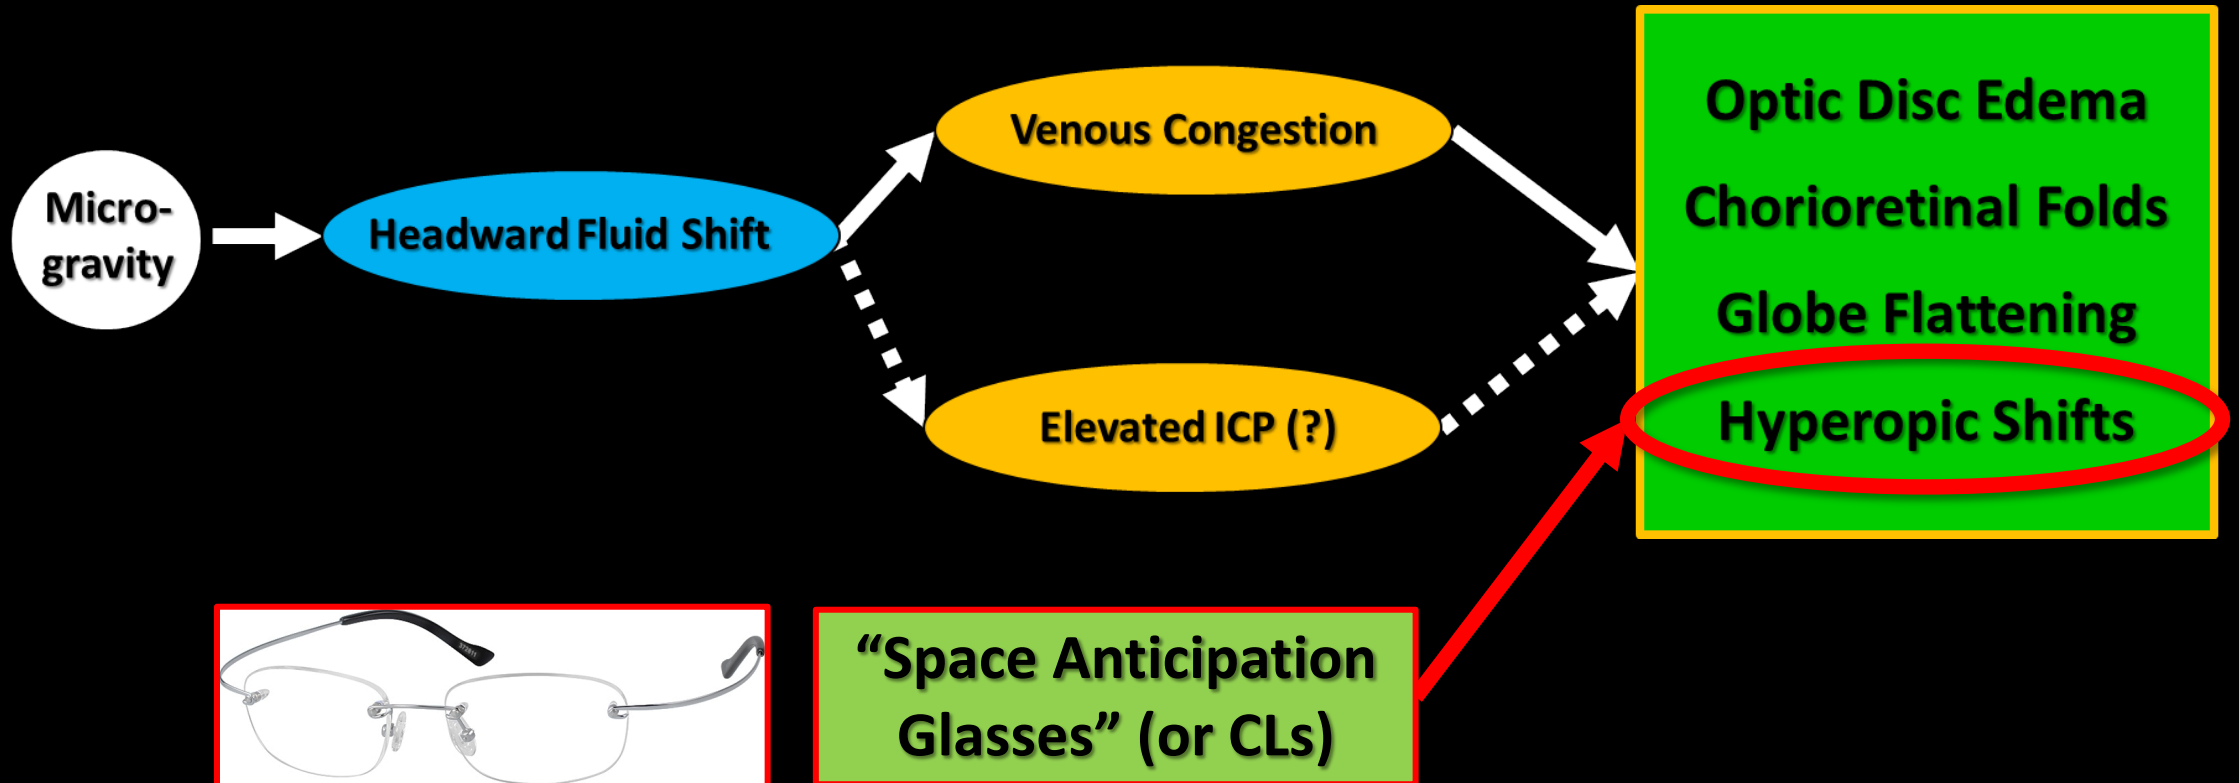 Micro-
gravity
Headward Fluid Shift
Venous Congestion
Elevated ICP (?)
Optic Disc Edema
Chorioretinal Folds
Globe Flattening
Hyperopic Shifts
“Space Anticipation
Glasses” (or CLs)